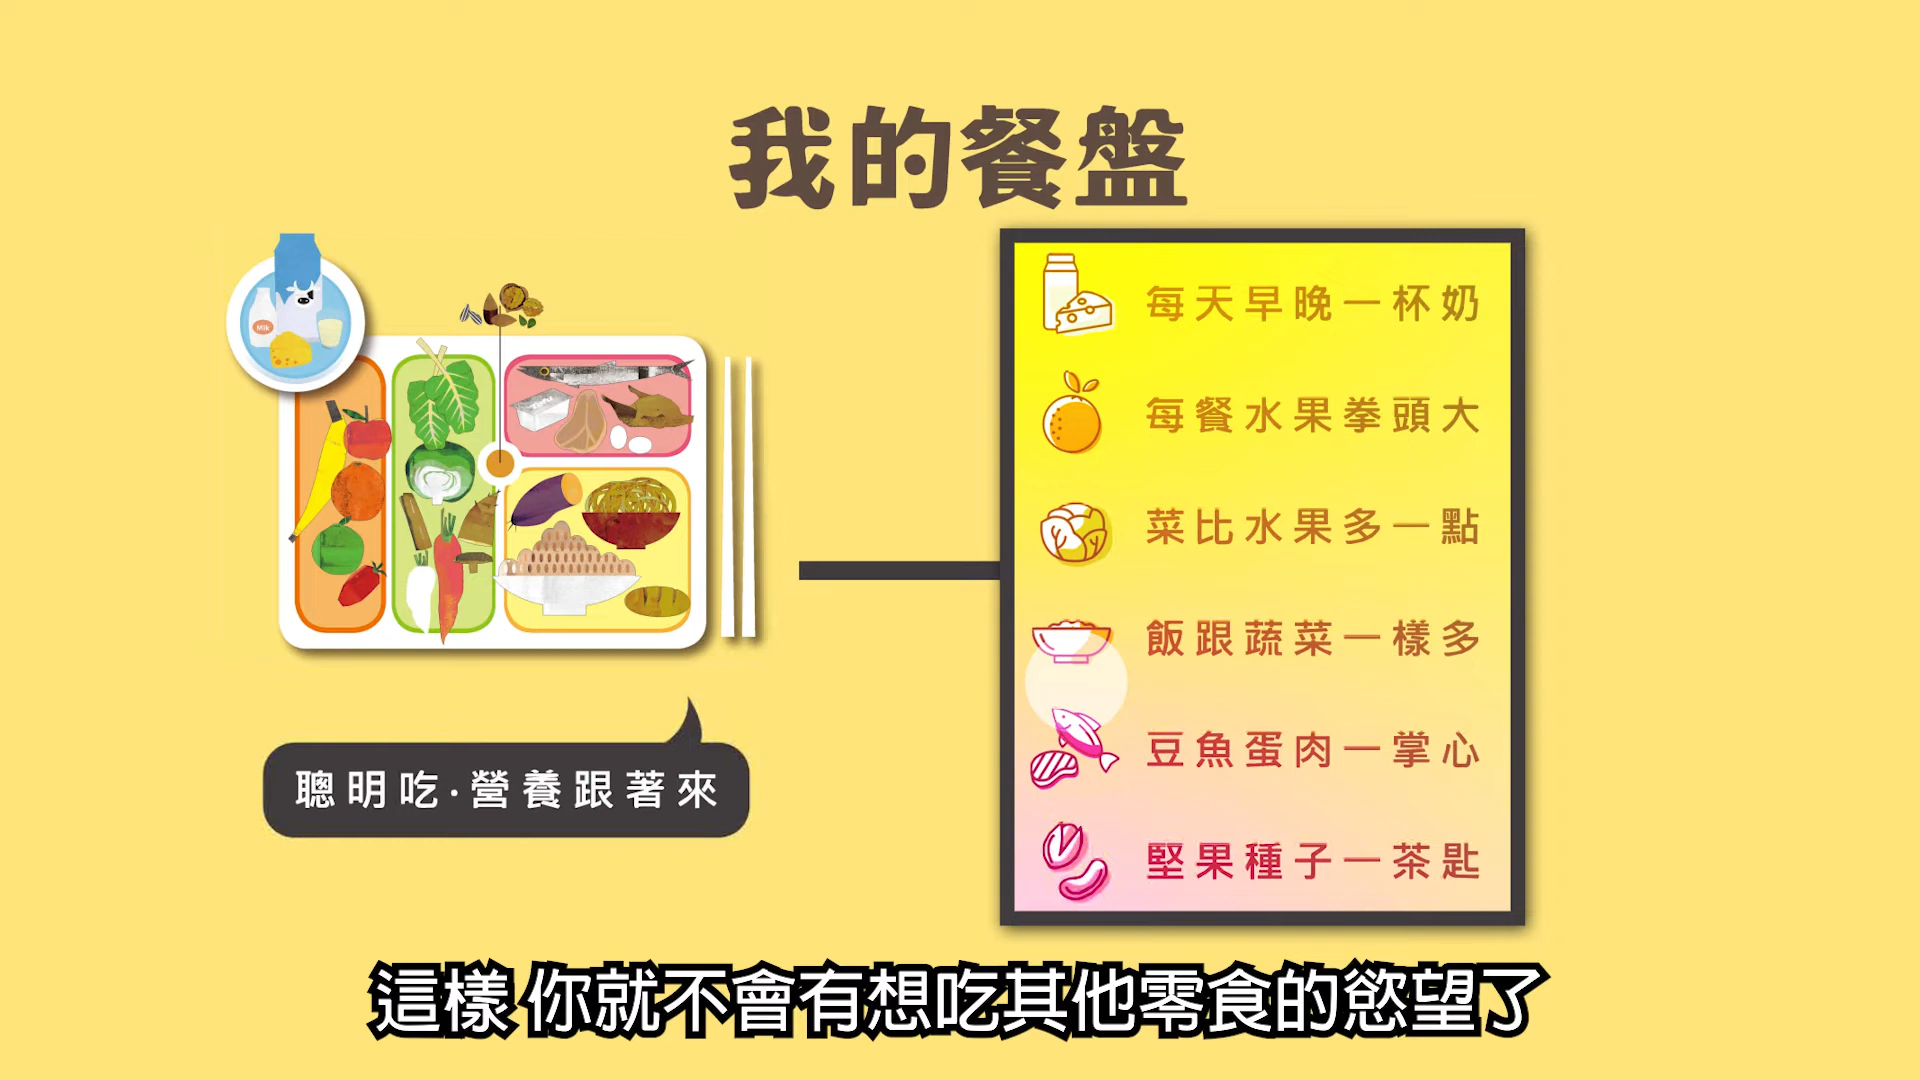 我的餐盤
Milk
每天早晚一杯奶
每餐水果拳頭大
菜比水果多一點
飯跟蔬菜一樣多
豆魚蛋肉一掌心
堅果種子一茶匙
聰明吃·營養跟著來
這樣 你就不會有想吃其他零食的慾望了